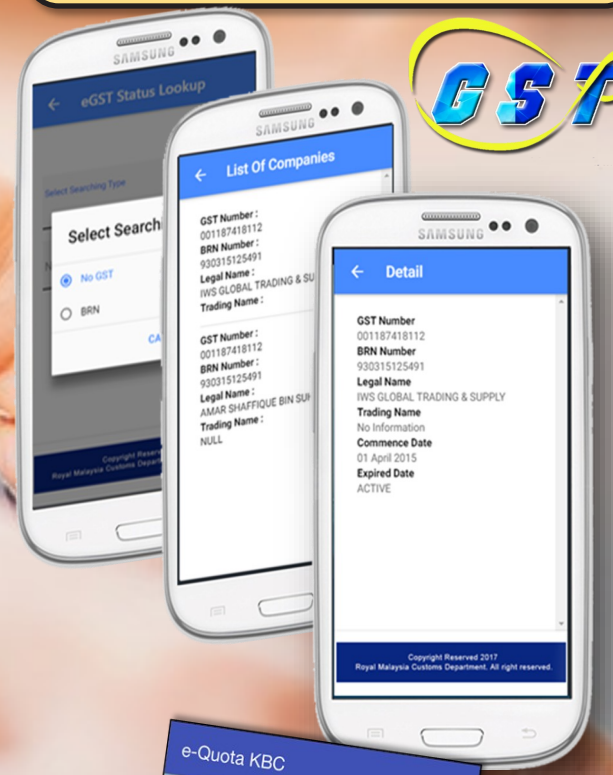 GST
SAMSUNG
← eGST Status Lookup
Select Searching Type
No GST
BRN
SAMSUNG
← List Of Companies
GST Number :
001187418112
BRN Number :
930315125491
Legal Name :
IWS GLOBAL TRADING & SU
Trading Name :
GST Number :
001187418112
BRN Number :
930315125491
Legal Name :
AMAR SHAFFIQUE BIN
Trading Name :
NULL
SAMSUNG
← Detail
GST Number
001187418112
BRN Number
930315125491
Legal Name
IWS GLOBAL TRADING & SUPPLY
Trading Name
No Information
Commence Date
01 April 2015
Expired Date
ACTIVE
Copyright Reserved 2017
Royal Malaysia Customs Department. All right reserved.
Copyright
Royal Malaysia Customs
e-Quota KBC